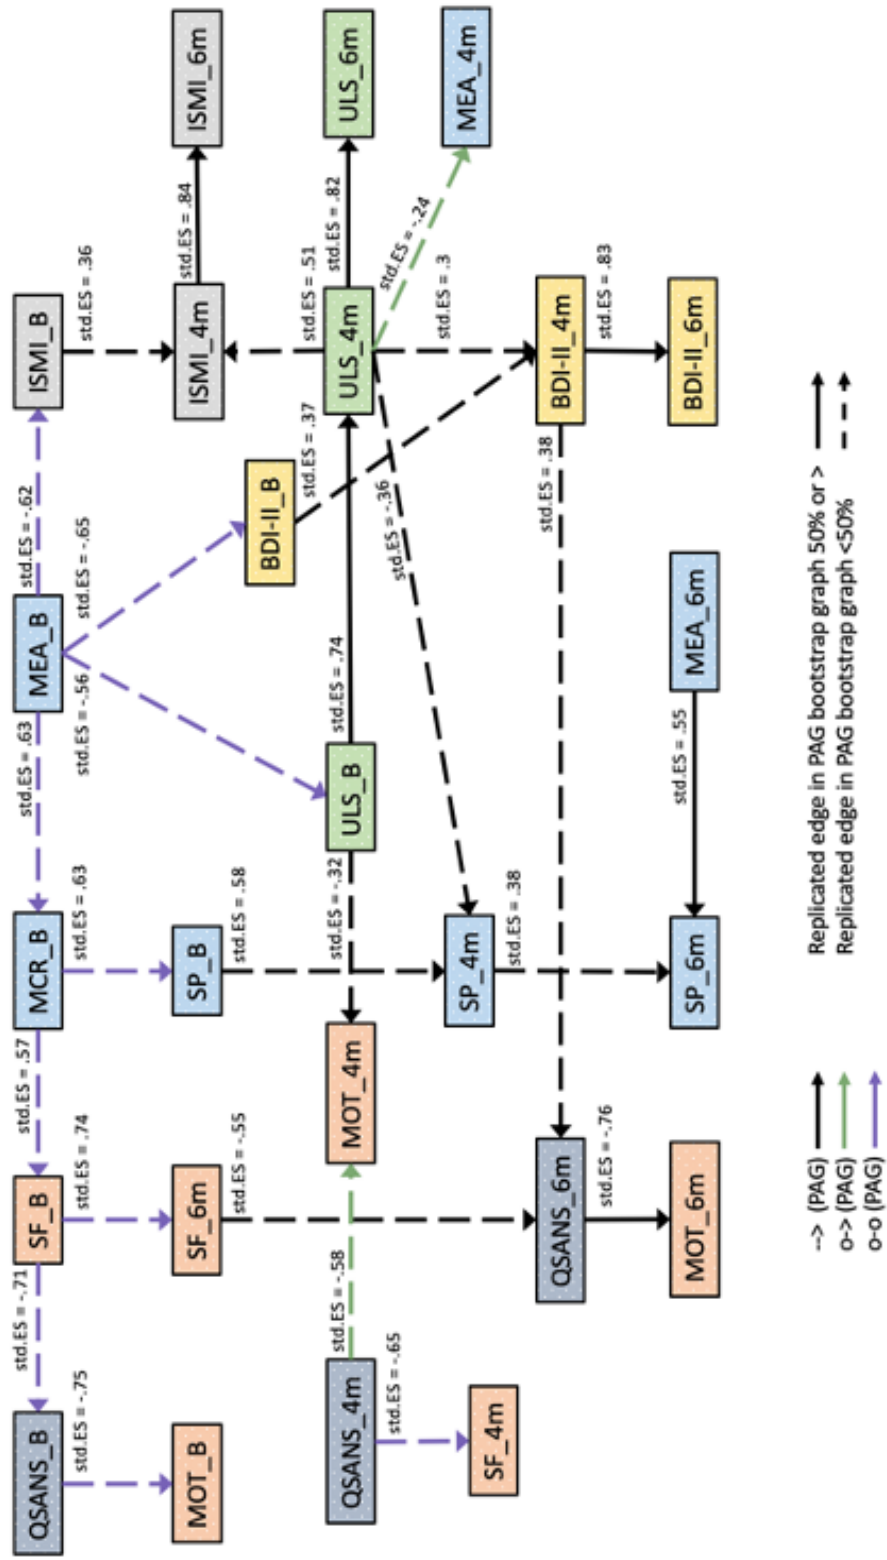 QSANS_B
std.ES = -.71
SF_B
std.ES = .57
MCR_B
std.ES = .63
MEA_B
std.ES = -.62
ISMI_B
std.ES = -.75
std.ES = .74
std.ES = .63
std.ES = -.56
std.ES = -.65
std.ES = .36
MOT_B
SF_6m
SP_B
ISMI_4m
std.ES = .84
ISMI_6m
std.ES = -.55
std.ES = .58
BDI-II_B
std.ES = .37
std.ES = .51
QSANS_4m
std.ES = -.58
MOT_4m
std.ES = -.32
ULS_B
std.ES = .74
ULS_4m
std.ES = .82
ULS_6m
std.ES = -.65
std.ES = -.36
std.ES = .3
std.ES = -.24
SF_4m
SP_4m
MEA_4m
std.ES = .38
QSANS_6m
std.ES = .38
BDI-II_4m
std.ES = -.76
std.ES = .83
MOT_6m
SP_6m
std.ES = .55
MEA_6m
BDI-II_6m
--> (PAG)
o-> (PAG)
o-o (PAG)
Replicated edge in PAG bootstrap graph 50% or >
Replicated edge in PAG bootstrap graph <50%